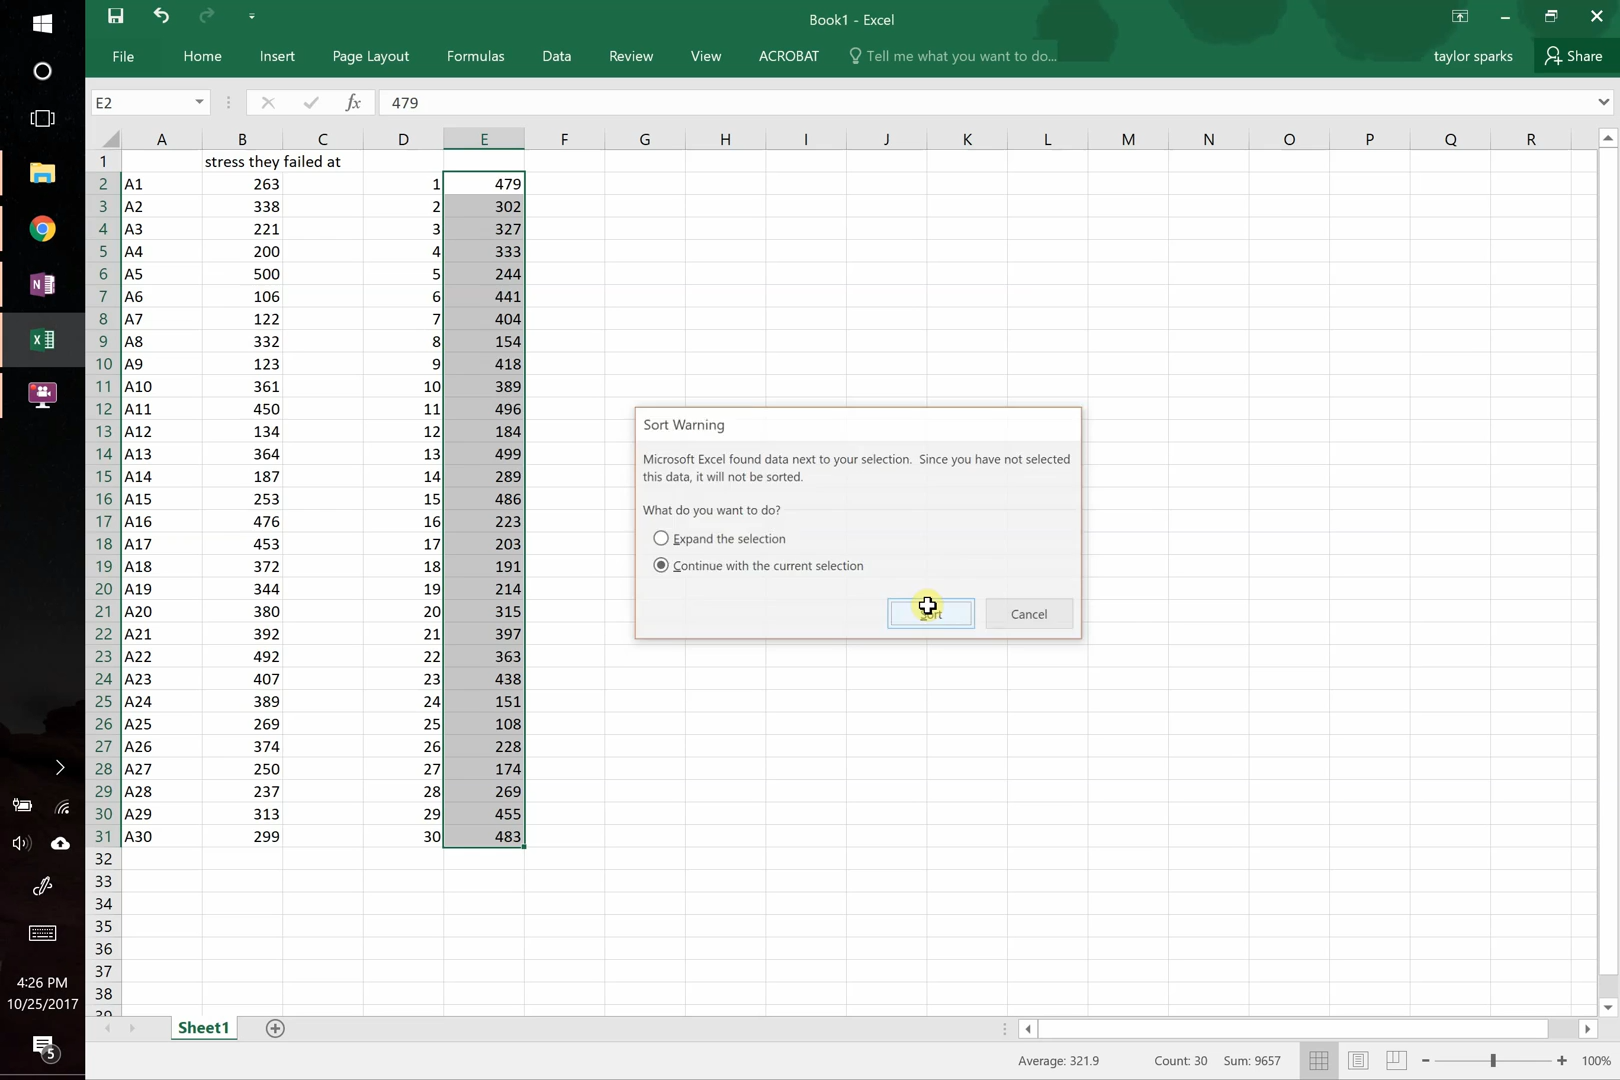 Book1 - Excel
File Home Insert Page Layout Formulas Data Review View ACROBAT Tell me what you want to do... taylor sparks Share
E2 fx 479
A B C D E F G H I J K L M N O P Q R
1 stress they failed at
2 A1 263 1 479
3 A2 338 2 302
4 A3 221 3 327
5 A4 200 4 333
6 A5 500 5 244
7 A6 106 6 441
8 A7 122 7 404
9 A8 332 8 154
10 A9 123 9 418
11 A10 361 10 389
12 A11 450 11 496
13 A12 134 12 184
14 A13 364 13 499
15 A14 187 14 289
16 A15 253 15 486
17 A16 476 16 223
18 A17 453 17 203
19 A18 372 18 191
20 A19 344 19 214
21 A20 380 20 315
22 A21 392 21 397
23 A22 492 22 363
24 A23 407 23 438
25 A24 389 24 151
26 A25 269 25 108
27 A26 374 26 228
28 A27 250 27 174
29 A28 237 28 269
30 A29 313 29 455
31 A30 299 30 483
32
33
34
35
36
37
38
39
Sort Warning
Microsoft Excel found data next to your selection. Since you have not selected
this data, it will not be sorted.
What do you want to do?
Expand the selection
Continue with the current selection
Sort Cancel
4:26 PM
10/25/2017
5
Sheet1
Average: 321.9 Count: 30 Sum: 9657 100%